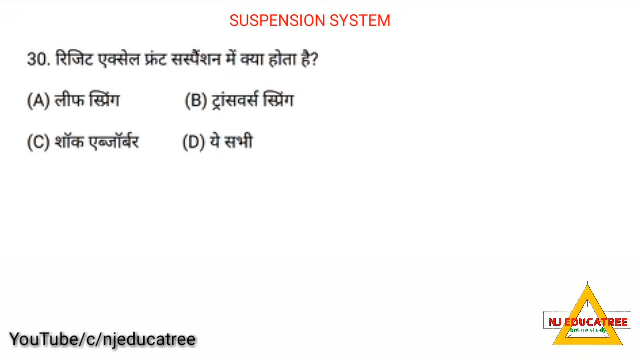 SUSPENSION SYSTEM
30. रिजिट एक्सेल फ्रंट सस्पैंशन में क्या होता है?
(A) लीफ स्प्रिंग (B) ट्रांसवर्स स्प्रिंग
(C) शॉक एब्जॉर्बर (D) ये सभी
NJ EDUCATREE
YouTube/c/njeducatree